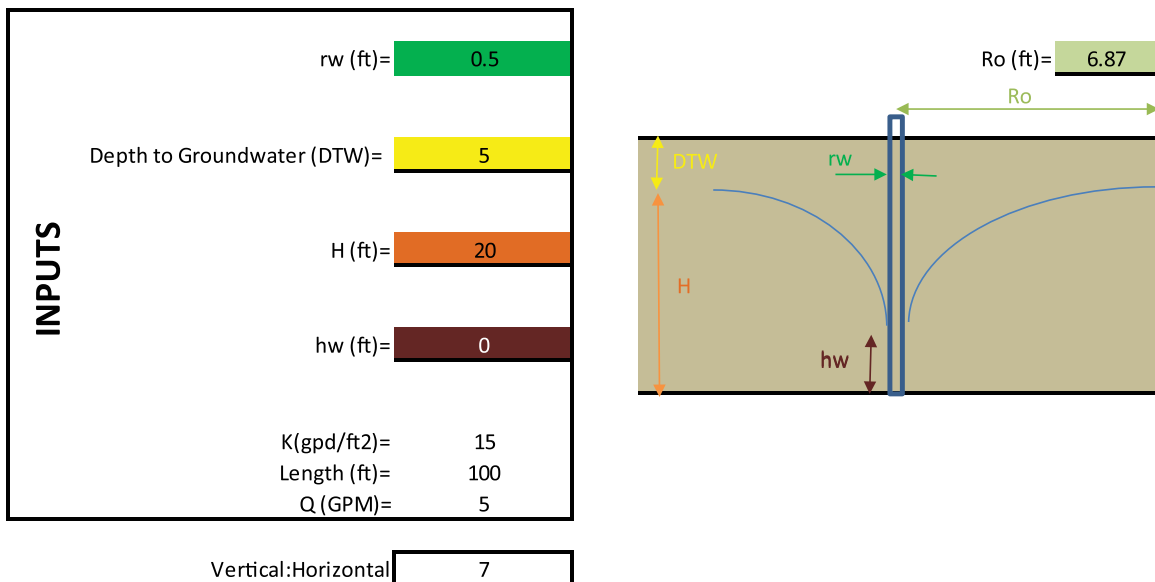 INPUTS
rw (ft)= 0.5
Depth to Groundwater (DTW)= 5
H (ft)= 20
hw (ft)= 0
K(gpd/ft2)= 15
Length (ft)= 100
Q (GPM)= 5
Vertical:Horizontal 7
Ro (ft)= 6.87
Ro
DTW
rw
H
hw